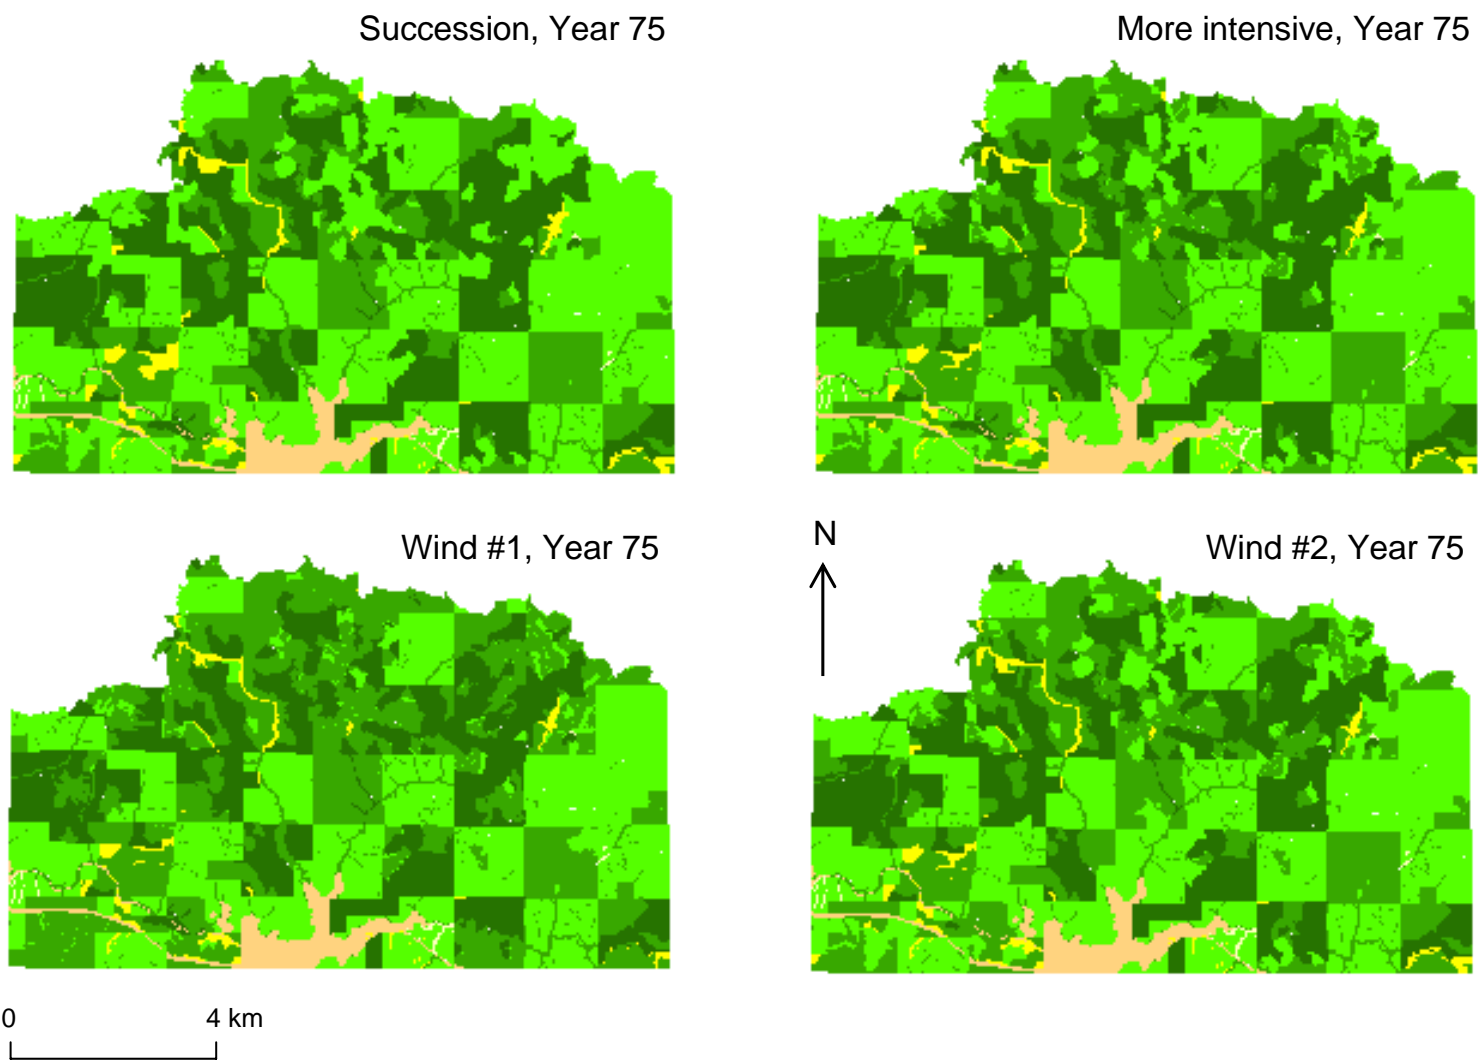 Succession, Year 75
More intensive, Year 75
Wind #1, Year 75
N
Wind #2, Year 75
0 4 km